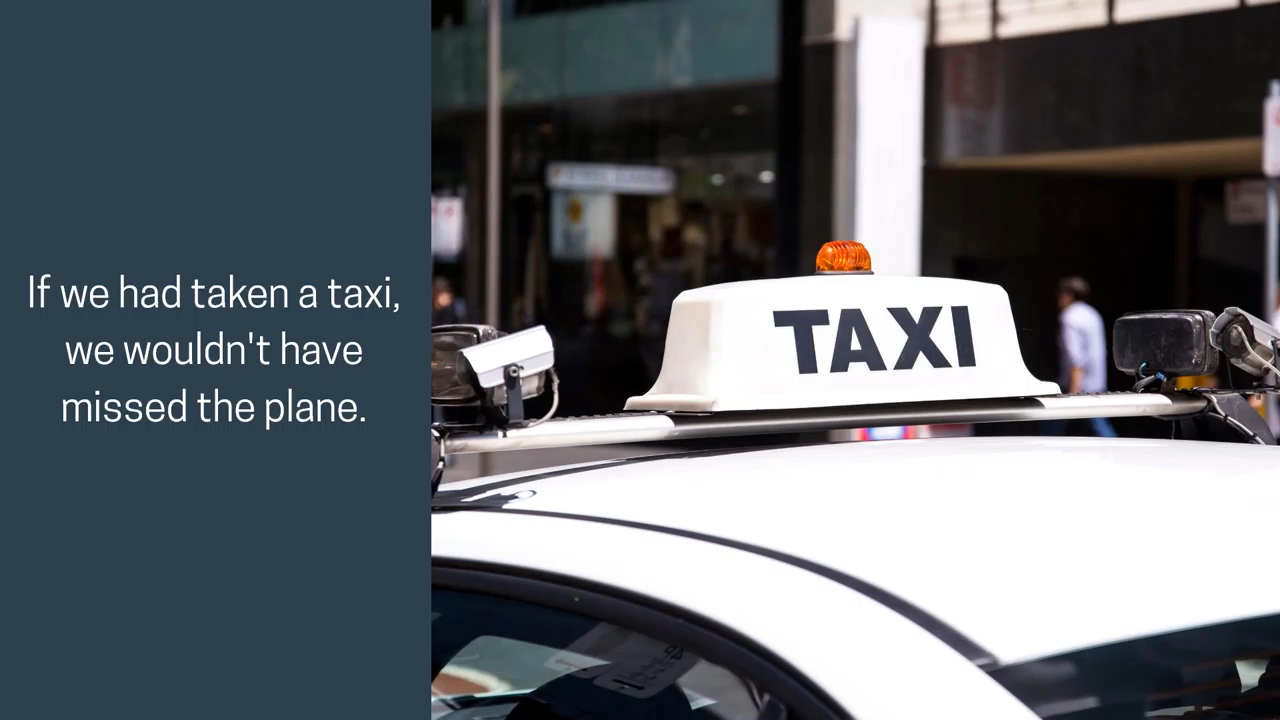 If we had taken a taxi,
we wouldn't have
missed the plane.
TAXI